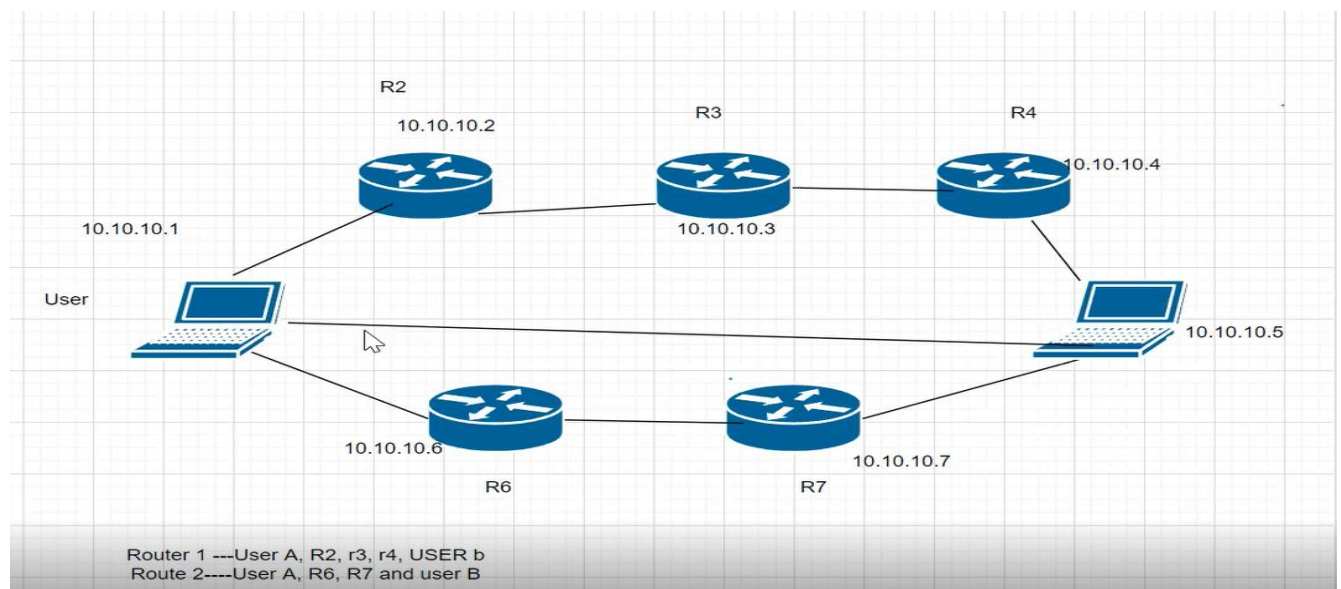 R2
10.10.10.2
R3
R4
10.10.10.4
10.10.10.1
10.10.10.3
User
10.10.10.5
10.10.10.6
10.10.10.7
R6
R7
Router 1 ---User A, R2, r3, r4, USER b
Route 2----User A, R6, R7 and user B